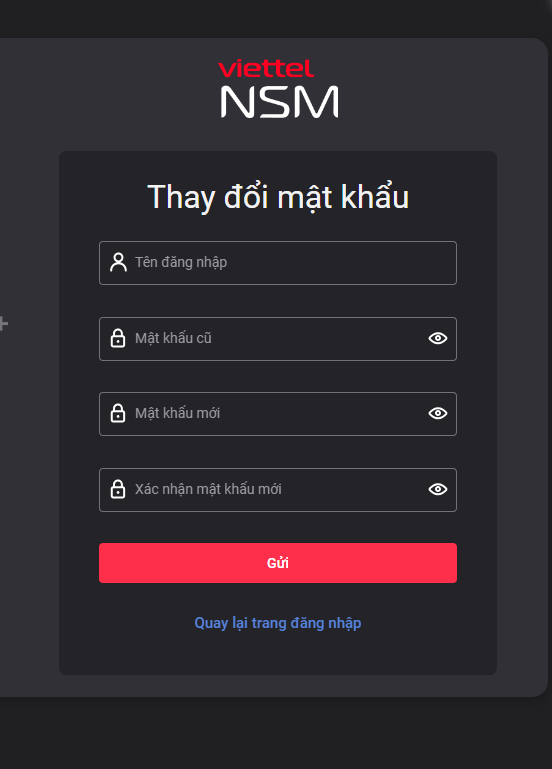 viettel
NSM
Thay đổi mật khẩu
Tên đăng nhập
Mật khẩu cũ
Mật khẩu mới
Xác nhận mật khẩu mới
Gửi
Quay lại trang đăng nhập